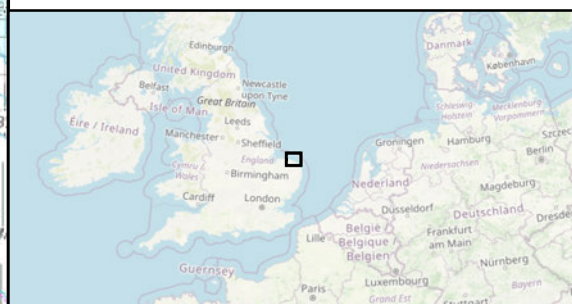 Edinburgh
Danmark
København
United Kingdom
Belfast
Newcastle
upon Tyne
Great Britain
Isle of Man
Schleswig-
Holstein
Mecklenburg-
Vorpommern
Leeds
Éire / Ireland
Manchester
Sheffield
Groningen
Hamburg
Szczec
Berlin
England
Cymru /
Wales
Birmingham
Niedersachsen
Nederland
Magdeburg
Cardiff
London
Düsseldorf
Deutschland
Dresde
Lille
België
Belgique
Belgien
Frankfurt
am Main
Guernsey
Nürnberg
Luxembourg
Paris
Grand Est
Bayern
Stuttgart